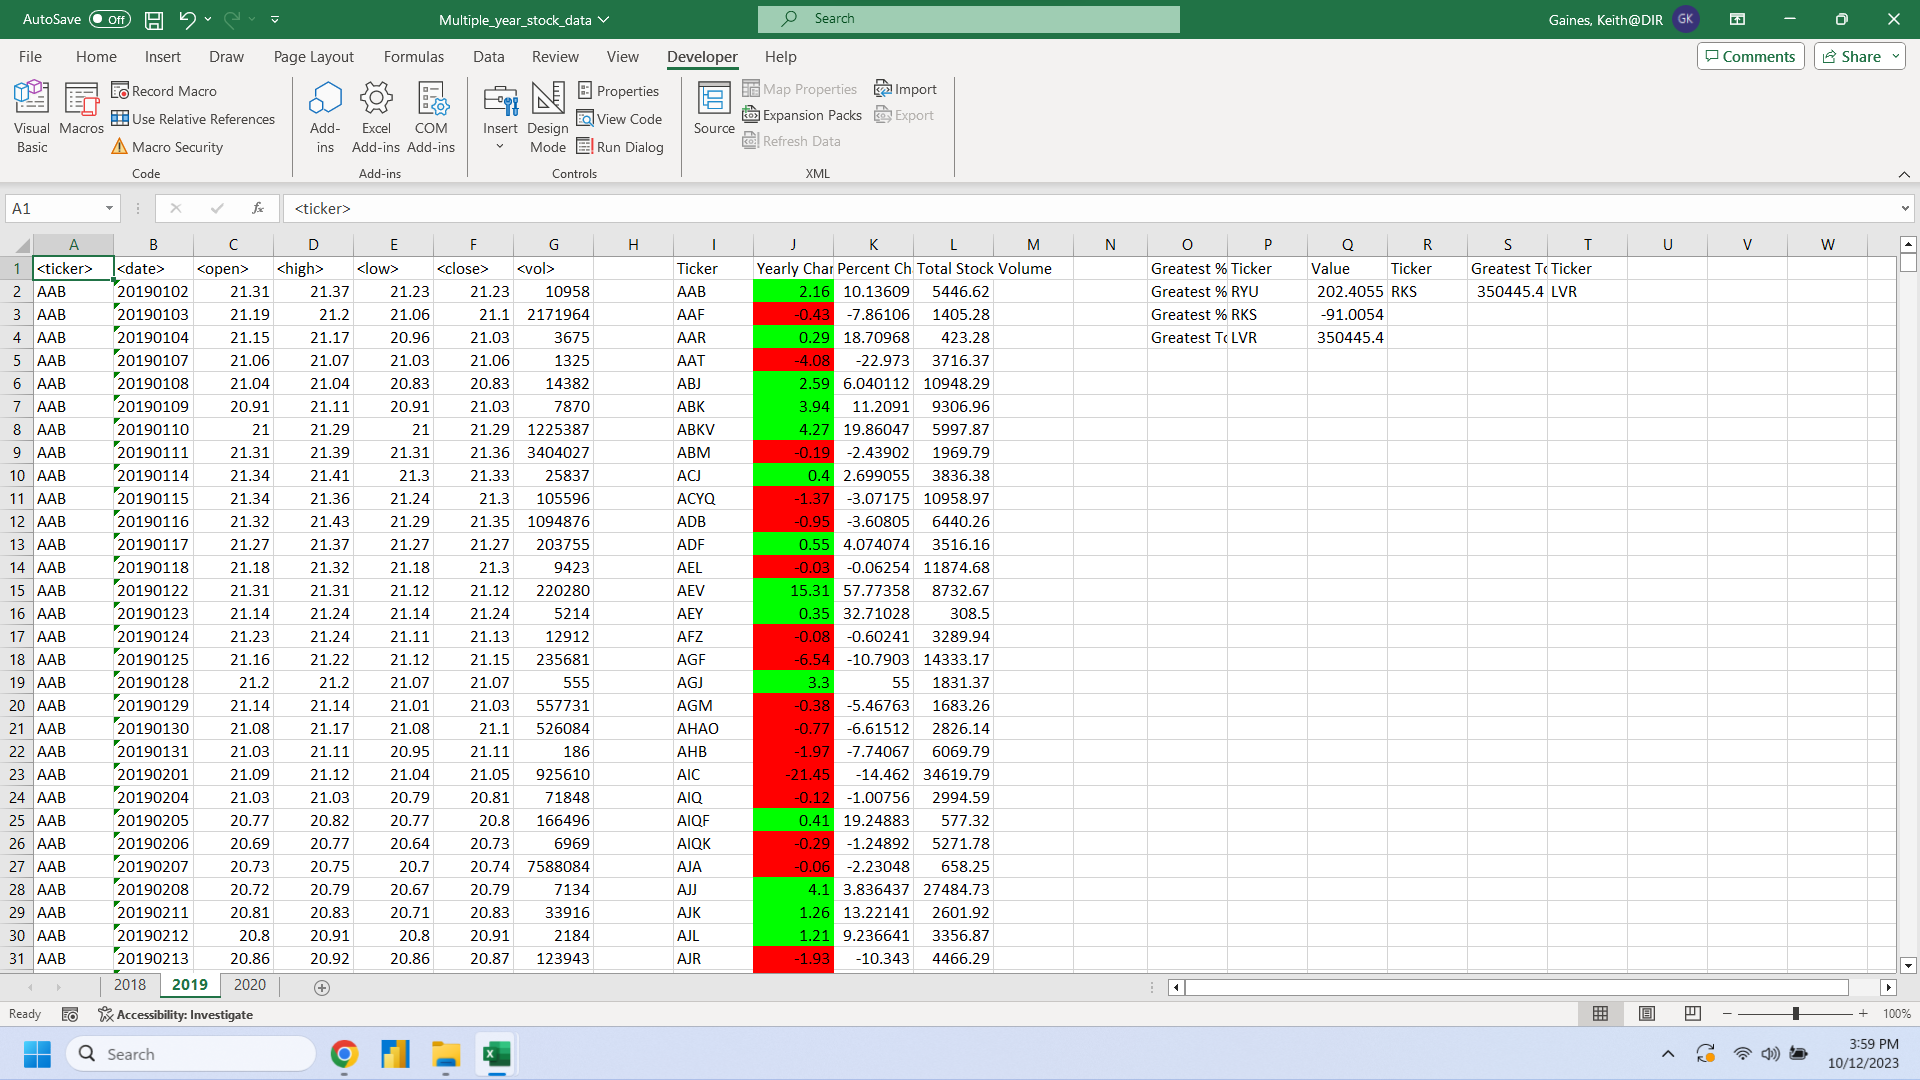 AutoSave Off Multiple_year_stock_data Search Gaines, Keith@DIR GK
File Home Insert Draw Page Layout Formulas Data Review View Developer Help Comments Share
Visual Basic Macros Record Macro Use Relative References Macro Security Code
Add-ins Excel Add-ins COM Add-ins Add-ins
Insert Design Mode Properties View Code Run Dialog Controls
Source Map Properties Expansion Packs Refresh Data Import Export XML
A1 fx <ticker>
A B C D E F G H I J K L M N O P Q R S T U V W
1 <ticker> <date> <open> <high> <low> <close> <vol> Ticker Yearly Char Percent Ch Total Stock Volume Greatest % Ticker Value Ticker Greatest To Ticker
2 AAB 20190102 21.31 21.37 21.23 21.23 10958 AAB 2.16 10.13609 5446.62 Greatest % RYU 202.4055 RKS 350445.4 LVR
3 AAB 20190103 21.19 21.2 21.06 21.1 2171964 AAF -0.43 -7.86106 1405.28 Greatest % RKS -91.0054
4 AAB 20190104 21.15 21.17 20.96 21.03 3675 AAR 0.29 18.70968 423.28 Greatest To LVR 350445.4
5 AAB 20190107 21.06 21.07 21.03 21.06 1325 AAT -4.08 -22.973 3716.37
6 AAB 20190108 21.04 21.04 20.83 20.83 14382 ABJ 2.59 6.040112 10948.29
7 AAB 20190109 20.91 21.11 20.91 21.03 7870 ABK 3.94 11.2091 9306.96
8 AAB 20190110 21 21.29 21 21.29 1225387 ABKV 4.27 19.86047 5997.87
9 AAB 20190111 21.31 21.39 21.31 21.36 3404027 ABM -0.19 -2.43902 1969.79
10 AAB 20190114 21.34 21.41 21.3 21.33 25837 ACJ 0.4 2.699055 3836.38
11 AAB 20190115 21.34 21.36 21.24 21.3 105596 ACYQ -1.37 -3.07175 10958.97
12 AAB 20190116 21.32 21.43 21.29 21.35 1094876 ADB -0.95 -3.60805 6440.26
13 AAB 20190117 21.27 21.37 21.27 21.27 203755 ADF 0.55 4.074074 3516.16
14 AAB 20190118 21.18 21.32 21.18 21.3 9423 AEL -0.03 -0.06254 11874.68
15 AAB 20190122 21.31 21.31 21.12 21.12 220280 AEV 15.31 57.77358 8732.67
16 AAB 20190123 21.14 21.24 21.14 21.24 5214 AEY 0.35 32.71028 308.5
17 AAB 20190124 21.23 21.24 21.11 21.13 12912 AFZ -0.08 -0.60241 3289.94
18 AAB 20190125 21.16 21.22 21.12 21.15 235681 AGF -6.54 -10.7903 14333.17
19 AAB 20190128 21.2 21.2 21.07 21.07 555 AGJ 3.3 55 1831.37
20 AAB 20190129 21.14 21.14 21.01 21.03 557731 AGM -0.38 -5.46763 1683.26
21 AAB 20190130 21.08 21.17 21.08 21.1 526084 AHAO -0.77 -6.61512 2826.14
22 AAB 20190131 21.03 21.11 20.95 21.11 186 AHB -1.97 -7.74067 6069.79
23 AAB 20190201 21.09 21.12 21.04 21.05 925610 AIC -21.45 -14.462 34619.79
24 AAB 20190204 21.03 21.03 20.79 20.81 71848 AIQ -0.12 -1.00756 2994.59
25 AAB 20190205 20.77 20.82 20.77 20.8 166496 AIQF 0.41 19.24883 577.32
26 AAB 20190206 20.69 20.77 20.64 20.73 6969 AIQK -0.29 -1.24892 5271.78
27 AAB 20190207 20.73 20.75 20.7 20.74 7588084 AJA -0.06 -2.23048 658.25
28 AAB 20190208 20.72 20.79 20.67 20.79 7134 AJJ 4.1 3.836437 27484.73
29 AAB 20190211 20.81 20.83 20.71 20.83 33916 AJK 1.26 13.22141 2601.92
30 AAB 20190212 20.8 20.91 20.8 20.91 2184 AJL 1.21 9.236641 3356.87
31 AAB 20190213 20.86 20.92 20.86 20.87 123943 AJR -1.93 -10.343 4466.29
2018 2019 2020
Ready Accessibility: Investigate 100%
Search 3:59 PM
10/12/2023